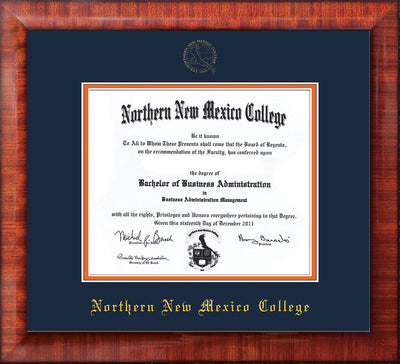 Northern New Mexico College
Be it known
To All to Whom These Presents shall come that the Board of Regents,
on the recommendation of the Faculty, has conferred upon
the degree of
Bachelor of Business Administration
in
Business Administration Management
with all the rights, Privileges and Honors everywhere pertaining to that Degree,
Given this sixteenth Day of December 2011
Northern New Mexico College